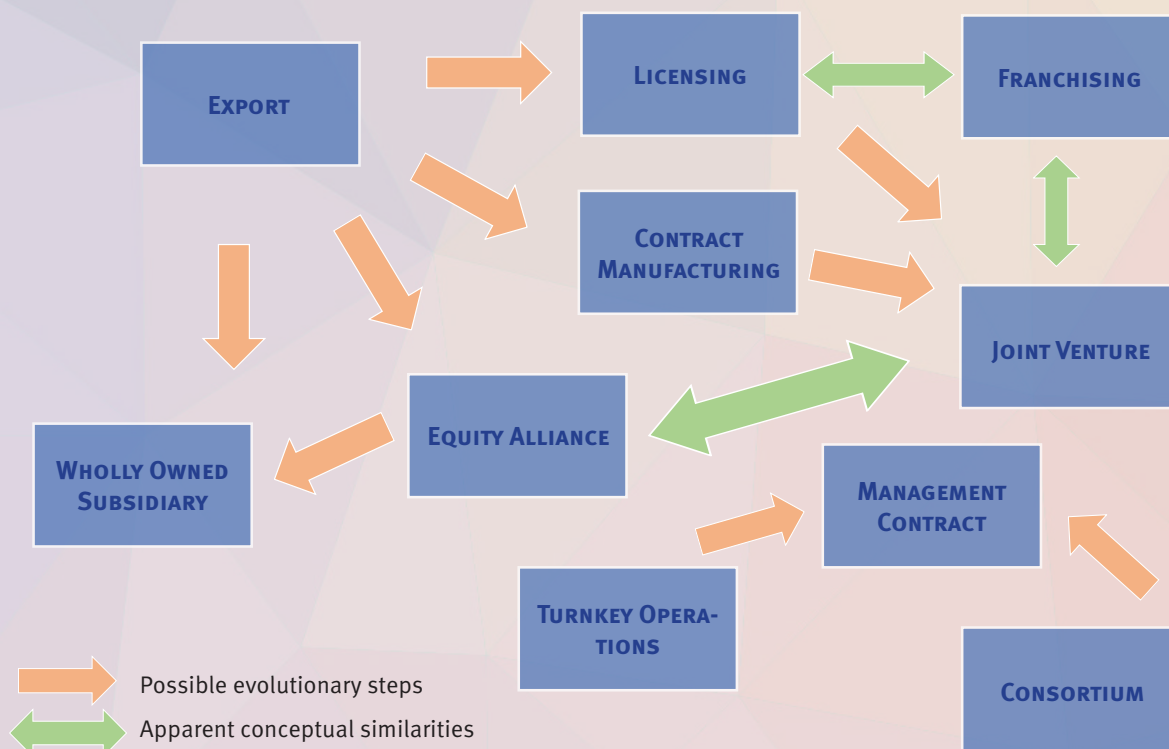 Export
Licensing
Franchising
Contract
Manufacturing
Joint Venture
Equity Alliance
Wholly Owned
Subsidiary
Management
Contract
Turnkey Opera-
tions
Consortium
Possible evolutionary steps
Apparent conceptual similarities